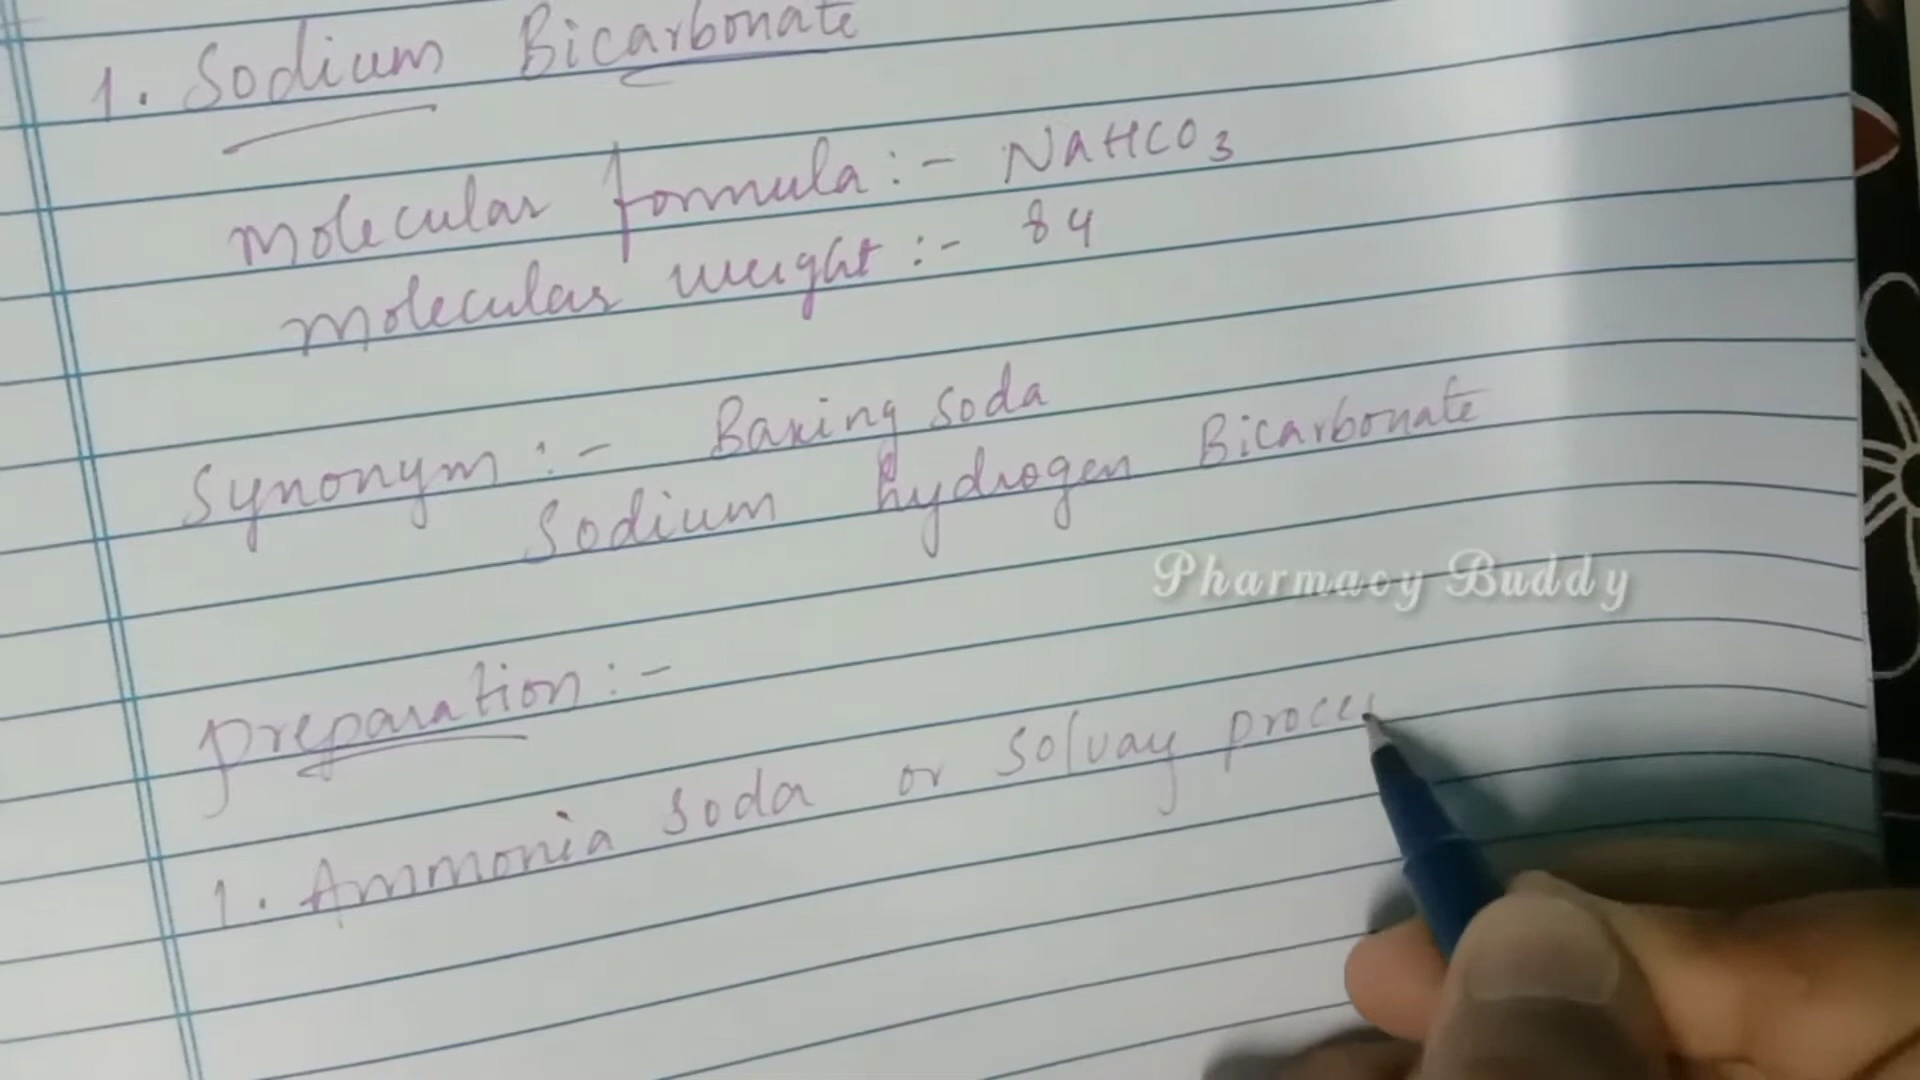 1. Sodium Bicarbonate
Molecular formula :- NaHCO3
Molecular weight :- 84
Synonym :- Baking soda
Sodium hydrogen Bicarbonate
Pharmacy Buddy
Preparation :-
1. Ammonia soda or solvay proces